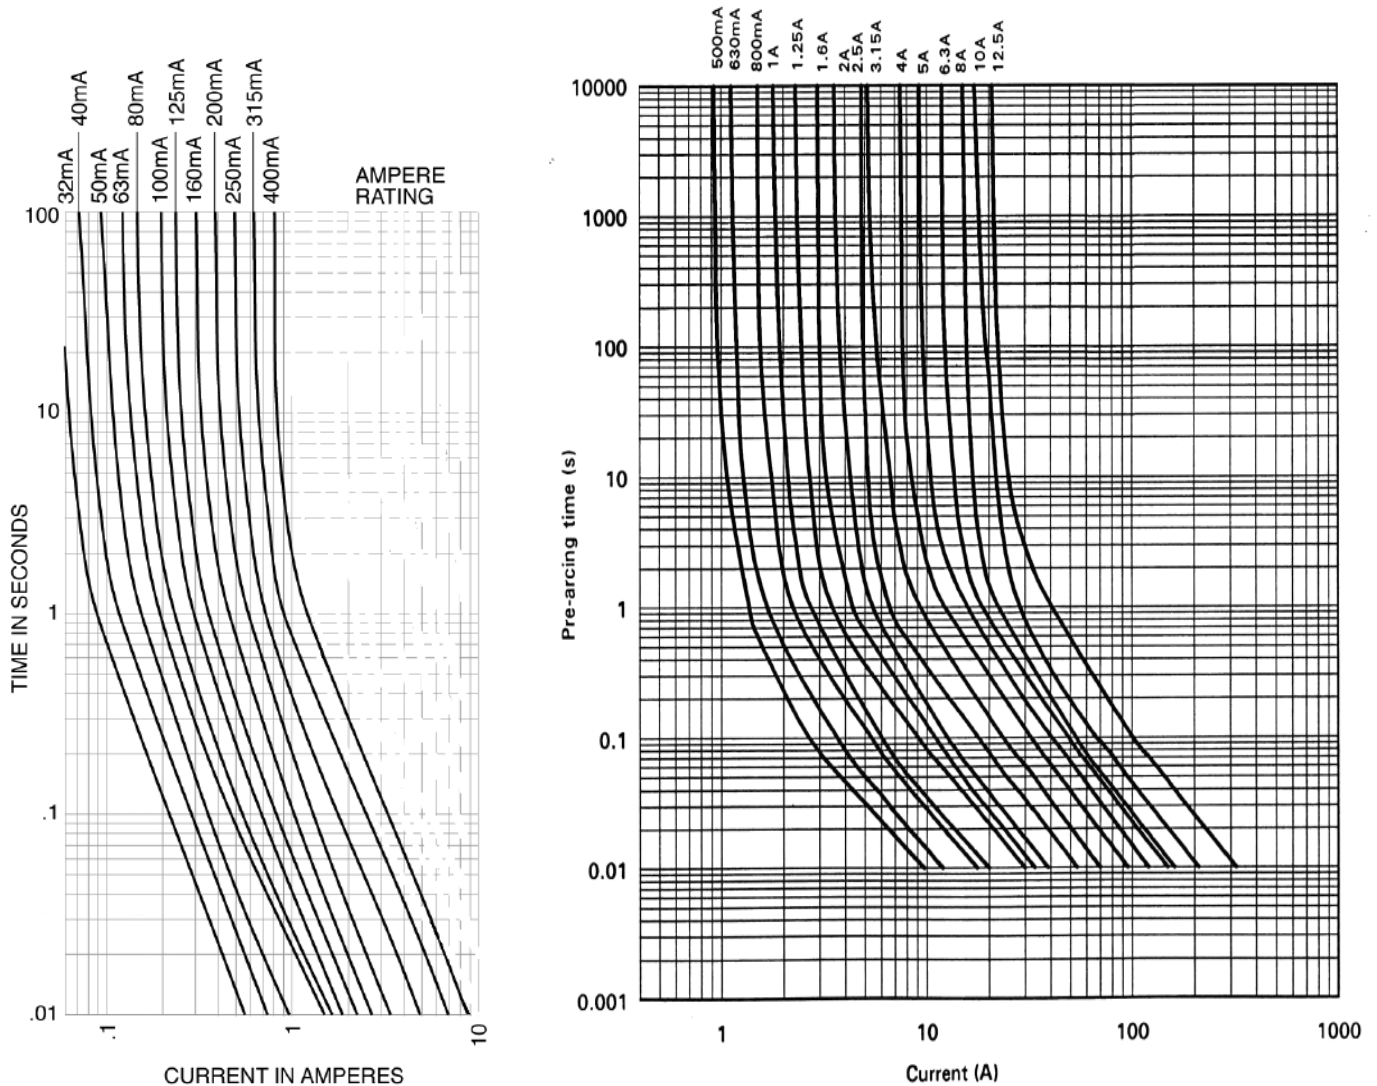 40mA
80mA
125mA
200mA
315mA
32mA
50mA
63mA
100mA
160mA
250mA
400mA
AMPERE
RATING
100
10
1
.1
.01
TIME IN SECONDS
.1
1
10
CURRENT IN AMPERES
500mA
630mA
800mA
1A
1.25A
1.6A
2A
2.5A
3.15A
4A
5A
6.3A
8A
10A
12.5A
10000
1000
100
10
1
0.1
0.01
0.001
Pre-arcing time (s)
1
10
100
1000
Current (A)